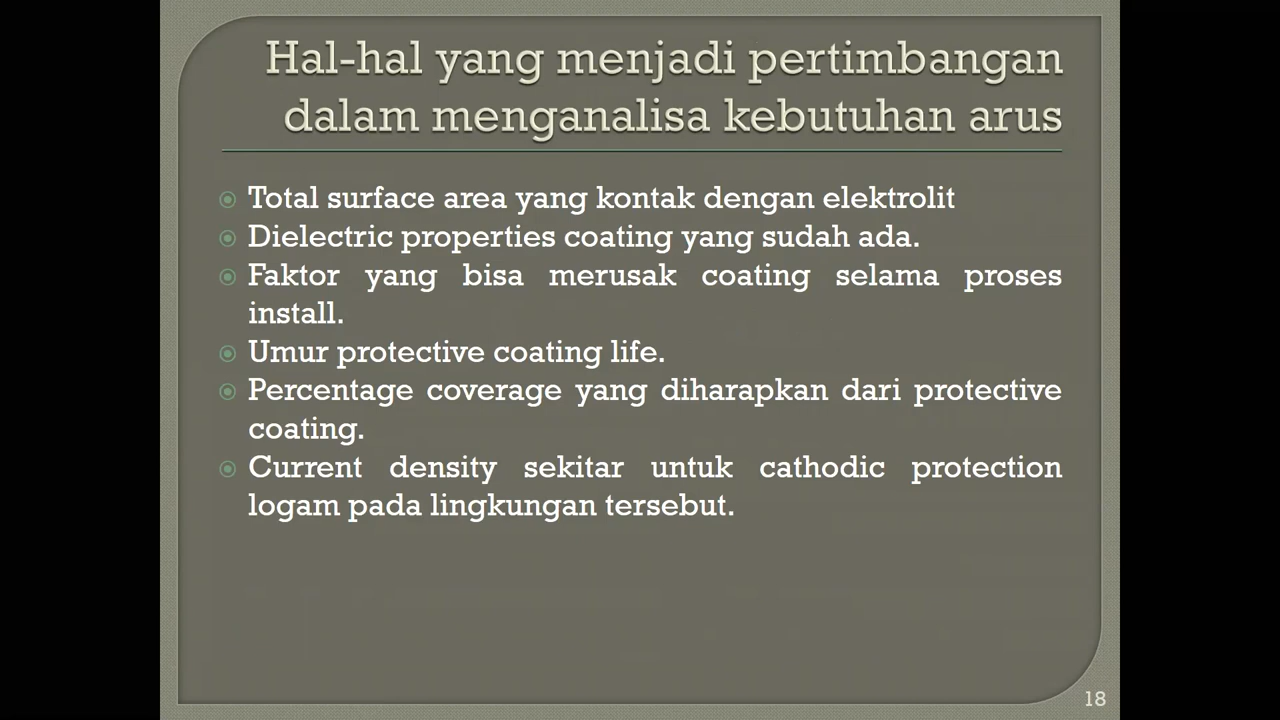 Hal-hal yang menjadi pertimbangan
dalam menganalisa kebutuhan arus
Total surface area yang kontak dengan elektrolit
Dielectric properties coating yang sudah ada.
Faktor yang bisa merusak coating selama proses
install.
Umur protective coating life.
Percentage coverage yang diharapkan dari protective
coating.
Current density sekitar untuk cathodic protection
logam pada lingkungan tersebut.
18